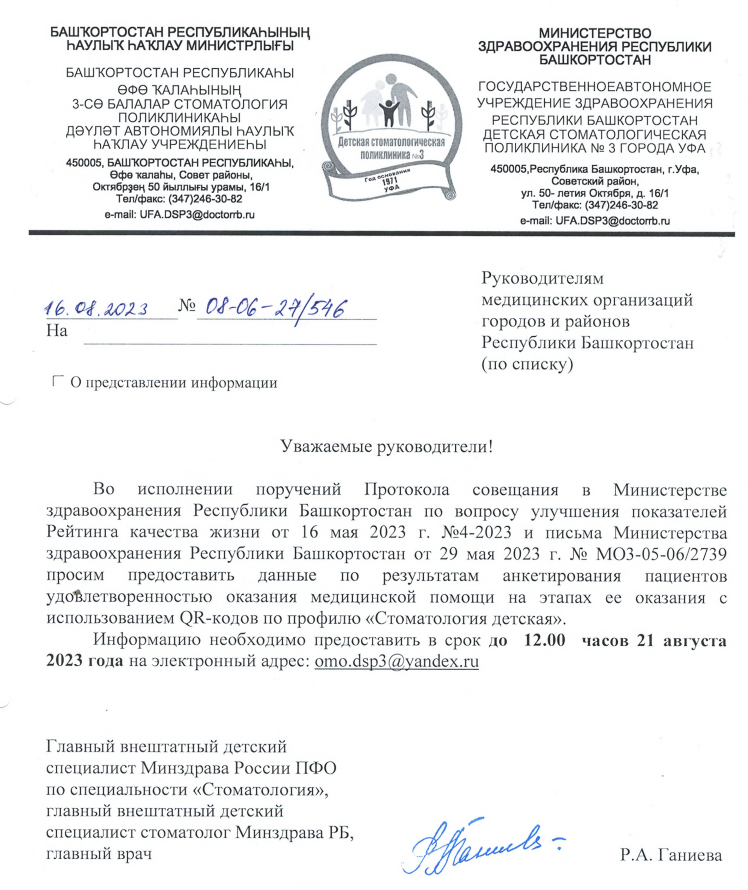 БАШҠОРТОСТАН РЕСПУБЛИКАҺЫНЫҢ
ҺАУЛЫҠ ҺАҠЛАУ МИНИСТРЛЫҒЫ
БАШҠОРТОСТАН РЕСПУБЛИКАҺЫ
ӨФӨ ҠАЛАҺЫНЫҢ
3-СӨ БАЛАЛАР СТОМАТОЛОГИЯ
ПОЛИКЛИНИКАҺЫ
ДӘҮЛӘТ АВТОНОМИЯЛЫ ҺАУЛЫҠ
ҺАҠЛАУ УЧРЕЖДЕНИЕҺЫ
450005, БАШҠОРТОСТАН РЕСПУБЛИКАҺЫ,
Өфө ҡалаһы, Совет районы,
Октябрҙең 50 йыллығы урамы, 16/1
Тел/факс: (347)246-30-82
e-mail: UFA.DSP3@doctorrb.ru
Детская стоматологическая
поликлиника №3
Год основания
1971
УФА
МИНИСТЕРСТВО
ЗДРАВООХРАНЕНИЯ РЕСПУБЛИКИ
БАШКОРТОСТАН
ГОСУДАРСТВЕННОЕАВТОНОМНОЕ
УЧРЕЖДЕНИЕ ЗДРАВООХРАНЕНИЯ
РЕСПУБЛИКИ БАШКОРТОСТАН
ДЕТСКАЯ СТОМАТОЛОГИЧЕСКАЯ
ПОЛИКЛИНИКА № 3 ГОРОДА УФА
450005,Республика Башкортостан, г.Уфа,
Советский район,
ул. 50- летия Октября, д. 16/1
Тел/факс: (347)246-30-82
e-mail: UFA.DSP3@doctorrb.ru
16.08.2023 № 08-06-27/546
На
О представлении информации
Руководителям
медицинских организаций
городов и районов
Республики Башкортостан
(по списку)
Уважаемые руководители!
Во исполнении поручений Протокола совещания в Министерстве
здравоохранения Республики Башкортостан по вопросу улучшения показателей
Рейтинга качества жизни от 16 мая 2023 г. №4-2023 и письма Министерства
здравоохранения Республики Башкортостан от 29 мая 2023 г. № МО3-05-06/2739
просим предоставить данные по результатам анкетирования пациентов
удовлетворенностью оказания медицинской помощи на этапах ее оказания с
использованием QR-кодов по профилю «Стоматология детская».
Информацию необходимо предоставить в срок до 12.00 часов 21 августа
2023 года на электронный адрес: omo.dsp3@yandex.ru
Главный внештатный детский
специалист Минздрава России ПФО
по специальности «Стоматология»,
главный внештатный детский
специалист стоматолог Минздрава РБ,
главный врач
Р.А. Ганиева